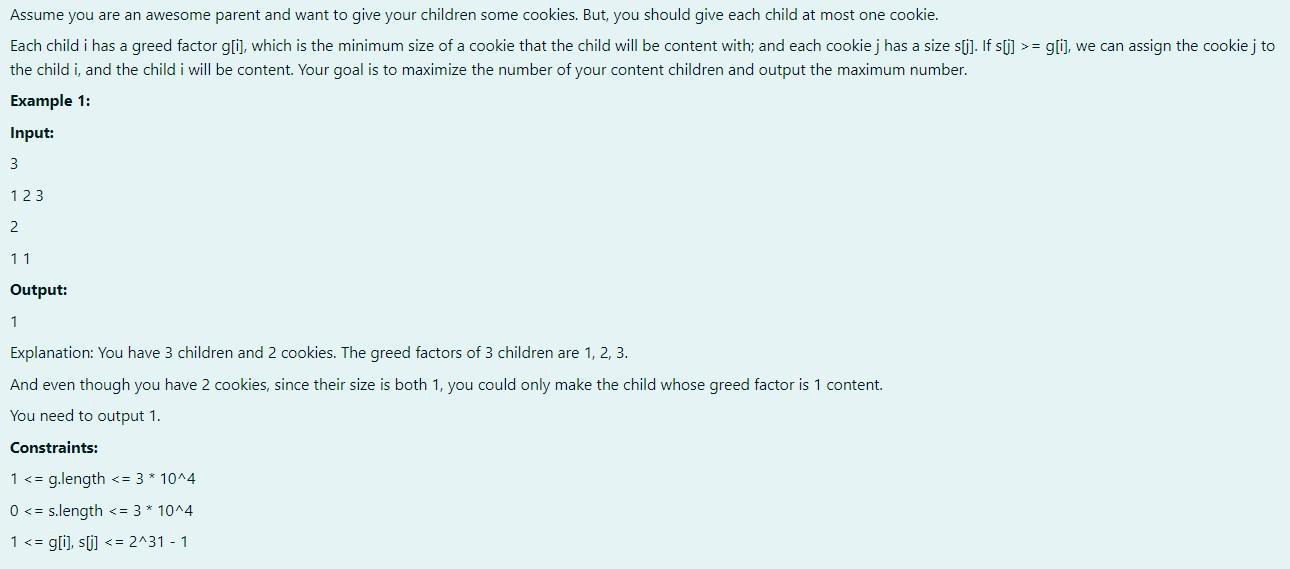 Assume you are an awesome parent and want to give your children some cookies. But, you should give each child at most one cookie.
Each child i has a greed factor g[i], which is the minimum size of a cookie that the child will be content with; and each cookie j has a size s[j]. If s[j] >= g[i], we can assign the cookie j to
the child i, and the child i will be content. Your goal is to maximize the number of your content children and output the maximum number.
Example 1:
Input:
3
1 2 3
2
1 1
Output:
1
Explanation: You have 3 children and 2 cookies. The greed factors of 3 children are 1, 2, 3.
And even though you have 2 cookies, since their size is both 1, you could only make the child whose greed factor is 1 content.
You need to output 1.
Constraints:
1 <= g.length <= 3 * 10^4
0 <= s.length <= 3 * 10^4
1 <= g[i], s[j] <= 2^31 - 1